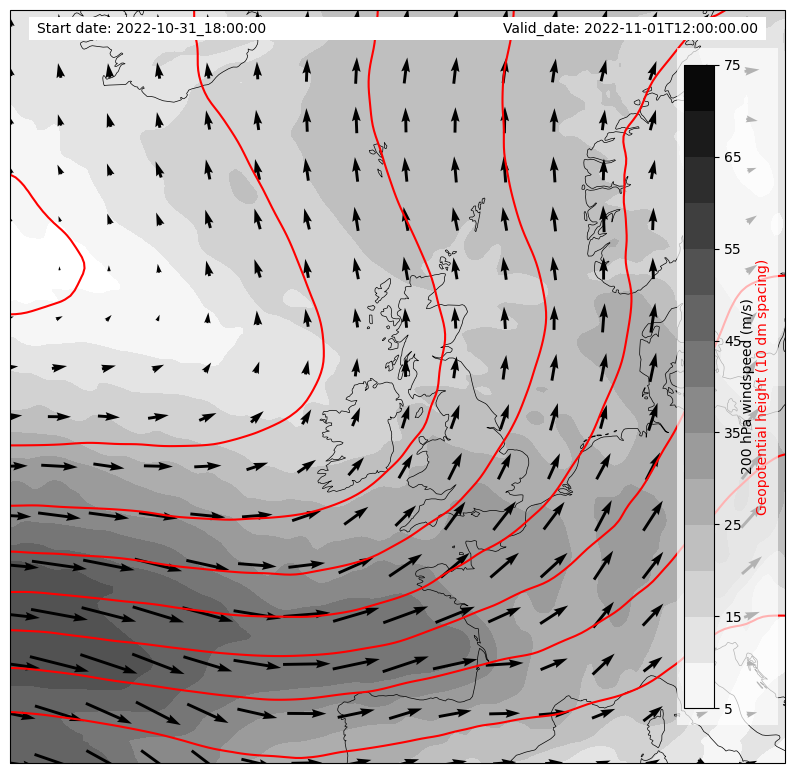 Start date: 2022-10-31_18:00:00
Valid_date: 2022-11-01T12:00:00.00
75
65
55
45
35
25
15
5
200 hPa windspeed (m/s)
Geopotential height (10 dm spacing)